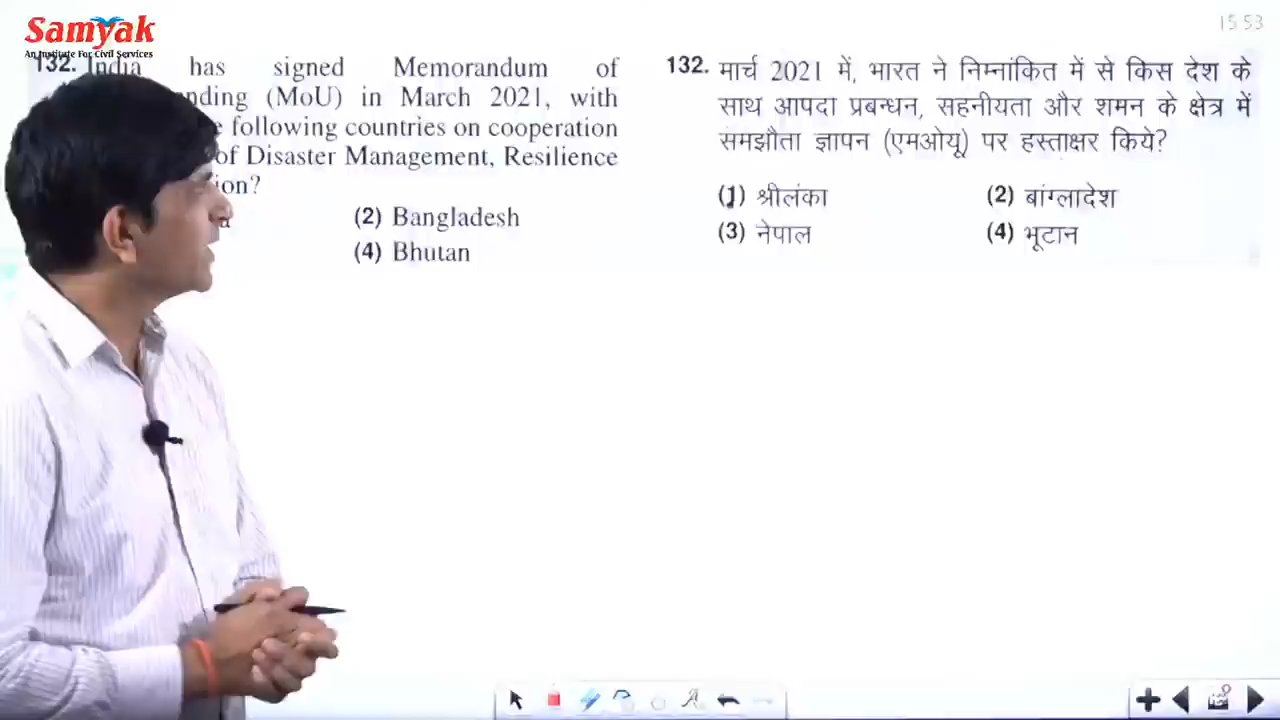 Samyak
An Institute For Civil Services
15:53
132. India has signed Memorandum of
nding (MoU) in March 2021, with
following countries on cooperation
of Disaster Management, Resilience
ion?
(2) Bangladesh
(4) Bhutan
132. मार्च 2021 में, भारत ने निम्नांकित में से किस देश के
साथ आपदा प्रबन्धन, सहनीयता और शमन के क्षेत्र में
समझौता ज्ञापन (एमओयू) पर हस्ताक्षर किये?
(1) श्रीलंका (2) बांग्लादेश
(3) नेपाल (4) भूटान